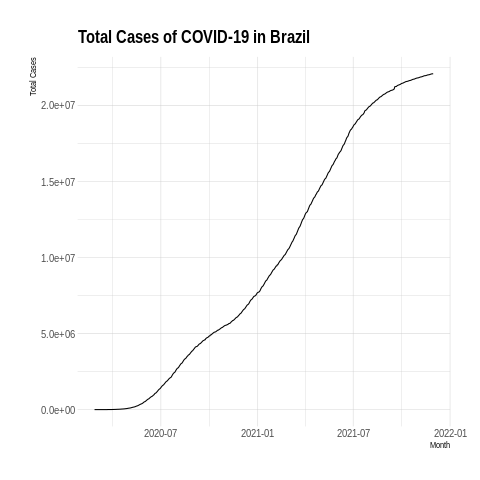 Total Cases of COVID-19 in Brazil
Total Cases
2.0e+07
1.5e+07
1.0e+07
5.0e+06
0.0e+00
2020-07 2021-01 2021-07 2022-01
Month